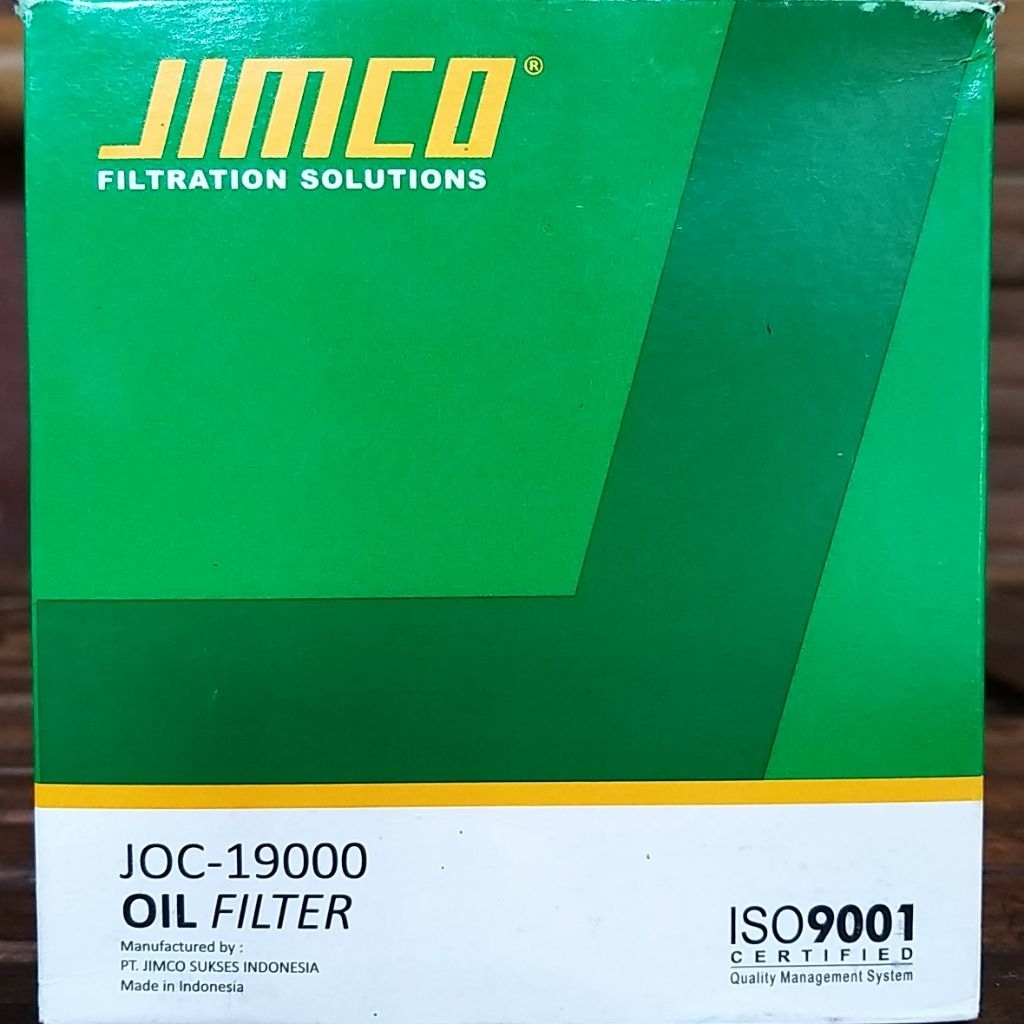 JIMCO®
FILTRATION SOLUTIONS
JOC-19000
OIL FILTER
Manufactured by :
PT. JIMCO SUKSES INDONESIA
Made in Indonesia
ISO9001
CERTIFIED
Quality Management System